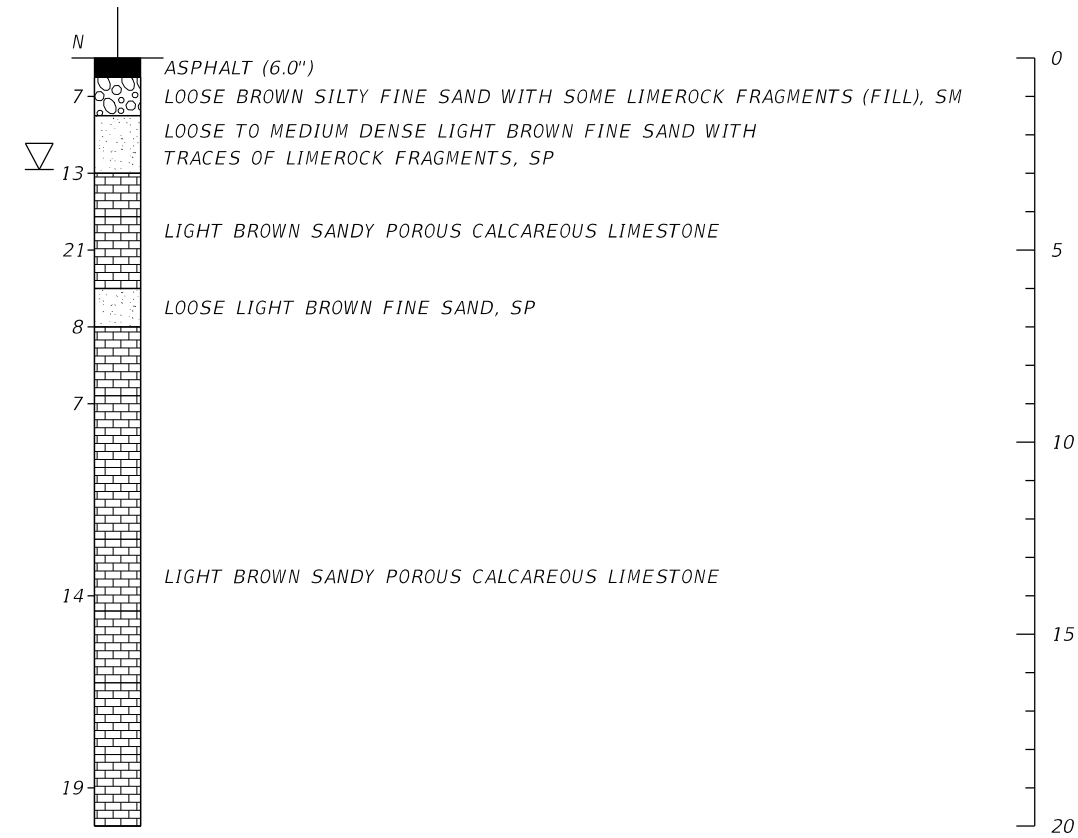 N
0
ASPHALT (6.0")
7
LOOSE BROWN SILTY FINE SAND WITH SOME LIMEROCK FRAGMENTS (FILL), SM
LOOSE TO MEDIUM DENSE LIGHT BROWN FINE SAND WITH
TRACES OF LIMEROCK FRAGMENTS, SP
13
LIGHT BROWN SANDY POROUS CALCAREOUS LIMESTONE
21
5
LOOSE LIGHT BROWN FINE SAND, SP
8
7
10
LIGHT BROWN SANDY POROUS CALCAREOUS LIMESTONE
14
15
19
20